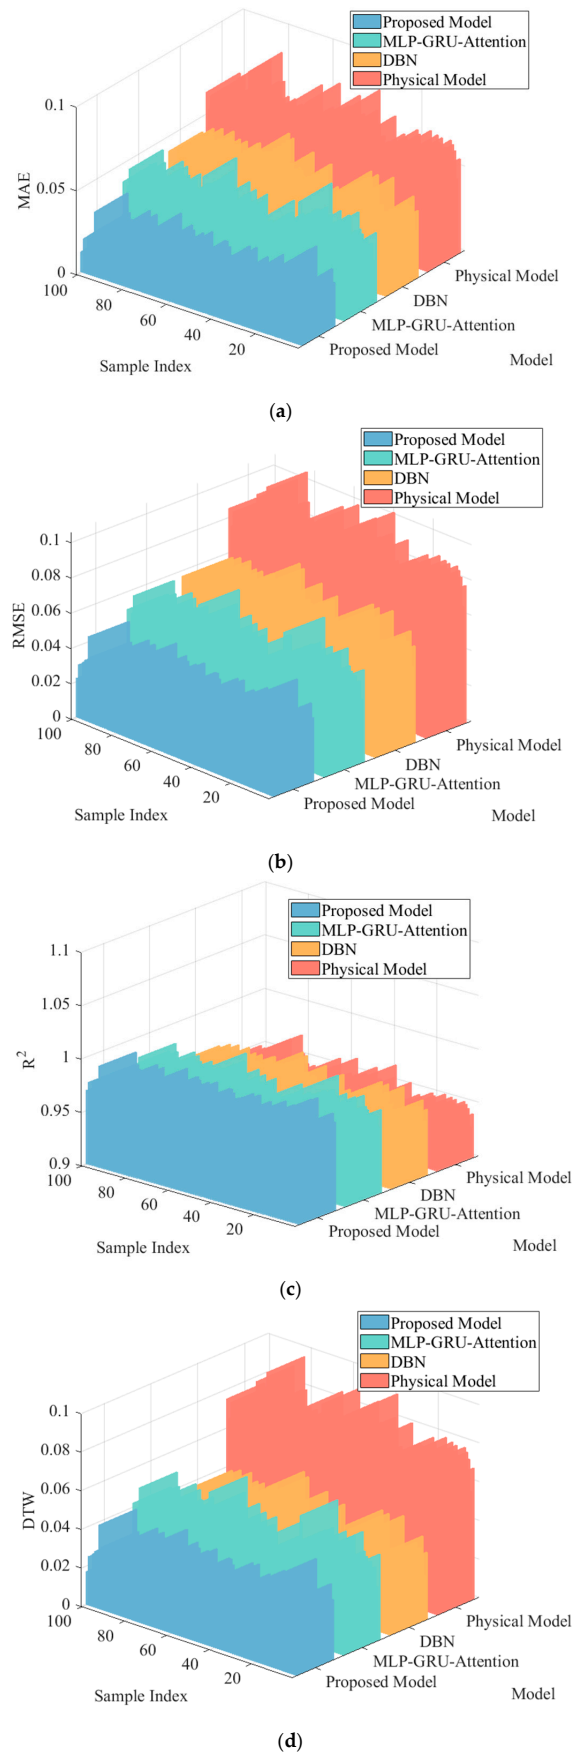 Proposed Model
MLP-GRU-Attention
DBN
Physical Model
0.1
0.05
0
MAE
100
80
60
40
20
Sample Index
Physical Model
DBN
MLP-GRU-Attention
Proposed Model
Model
(a)
Proposed Model
MLP-GRU-Attention
DBN
Physical Model
0.1
0.08
0.06
0.04
0.02
0
RMSE
100
80
60
40
20
Sample Index
Physical Model
DBN
MLP-GRU-Attention
Proposed Model
Model
(b)
Proposed Model
MLP-GRU-Attention
DBN
Physical Model
1.1
1.05
1
0.95
0.9
R²
100
80
60
40
20
Sample Index
Physical Model
DBN
MLP-GRU-Attention
Proposed Model
Model
(c)
Proposed Model
MLP-GRU-Attention
DBN
Physical Model
0.1
0.08
0.06
0.04
0.02
0
DTW
100
80
60
40
20
Sample Index
Physical Model
DBN
MLP-GRU-Attention
Proposed Model
Model
(d)